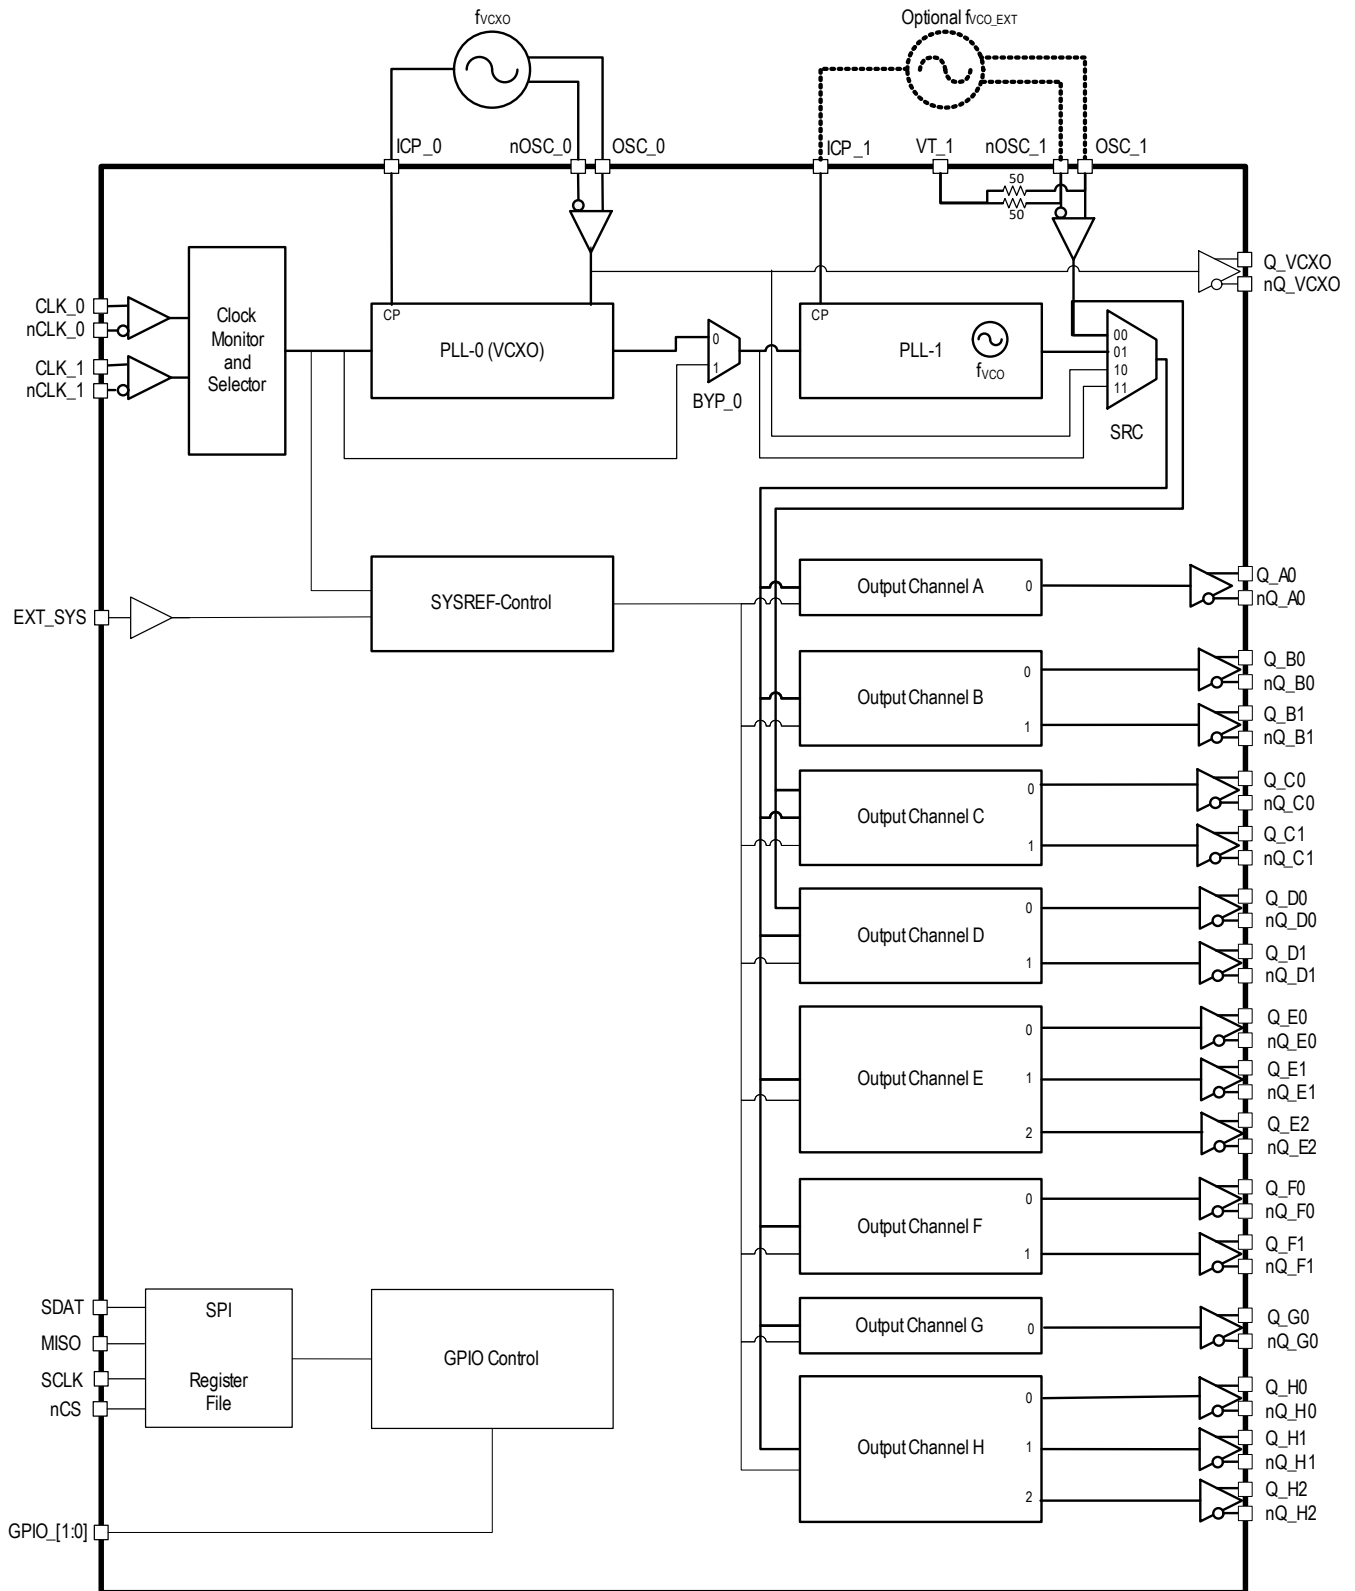 fVCXO
Optional fVCO_EXT
ICP_0
nOSC_0
OSC_0
ICP_1
VT_1
nOSC_1
OSC_1
50
50
Q_VCXO
nQ_VCXO
CLK_0
nCLK_0
CLK_1
nCLK_1
Clock
Monitor
and
Selector
CP
PLL-0 (VCXO)
0
1
BYP_0
CP
PLL-1
fVCO
00
01
10
11
SRC
EXT_SYS
SYSREF-Control
Output Channel A
0
Q_A0
nQ_A0
Output Channel B
0
1
Q_B0
nQ_B0
Q_B1
nQ_B1
Output Channel C
0
1
Q_C0
nQ_C0
Q_C1
nQ_C1
Output Channel D
0
1
Q_D0
nQ_D0
Q_D1
nQ_D1
Output Channel E
0
1
2
Q_E0
nQ_E0
Q_E1
nQ_E1
Q_E2
nQ_E2
Output Channel F
0
1
Q_F0
nQ_F0
Q_F1
nQ_F1
Output Channel G
0
Q_G0
nQ_G0
Output Channel H
0
1
2
Q_H0
nQ_H0
Q_H1
nQ_H1
Q_H2
nQ_H2
SDAT
MISO
SCLK
nCS
SPI
Register
File
GPIO Control
GPIO_[1:0]